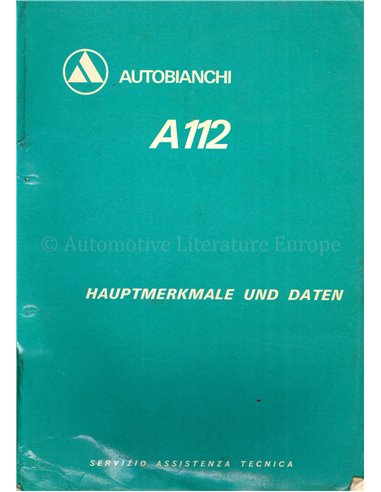 AUTOBIANCHI
A112
© Automotive Literature Europe
HAUPTMERKMALE UND DATEN
SERVIZIO ASSISTENZA TECNICA